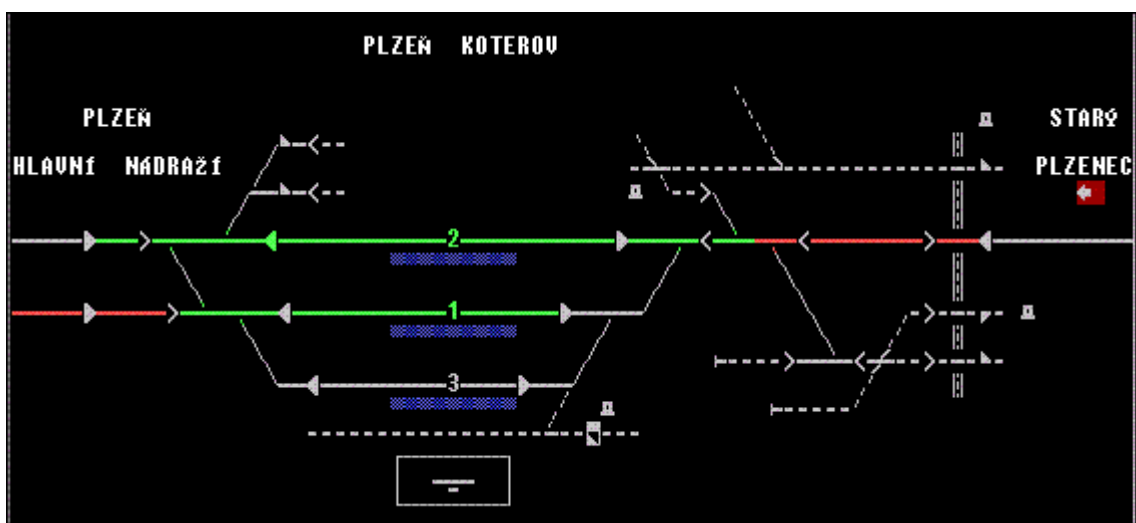 PLZEŇ KOTEROV
PLZEŇ
HLAVNÍ NÁDRAŽÍ
STARÝ
PLZENEC
2
1
3